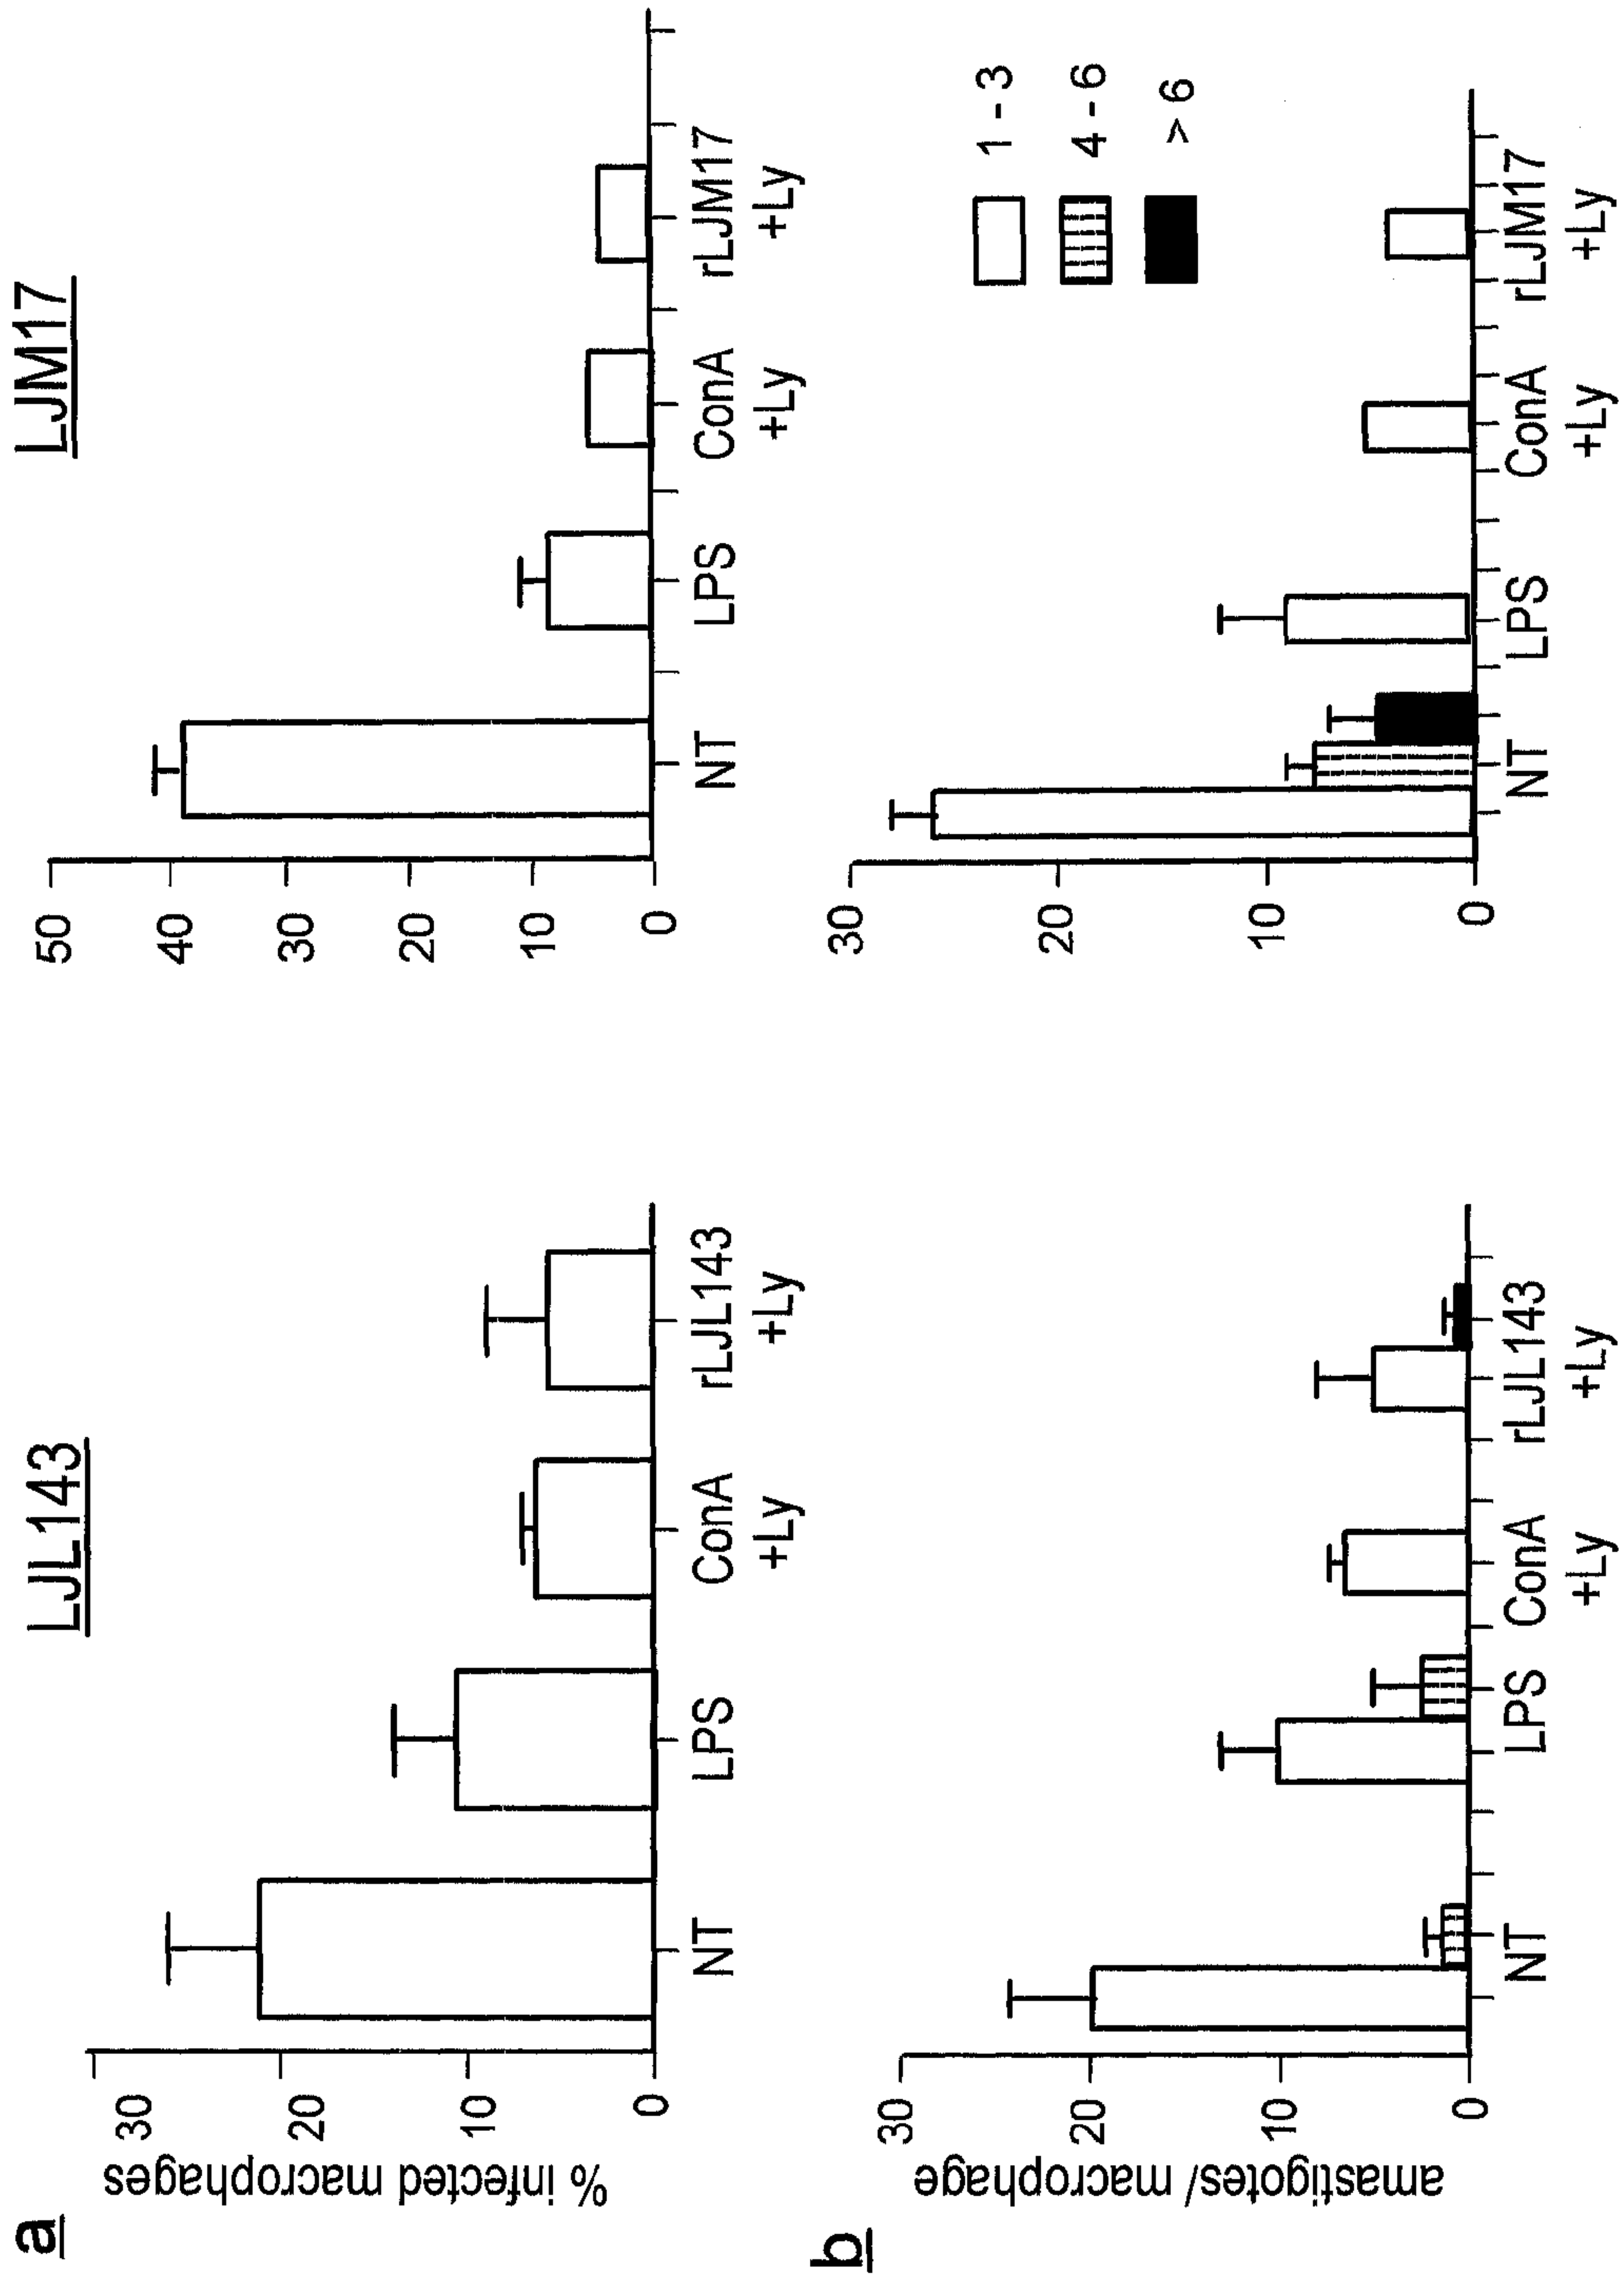 a
LJL143
% infected macrophages
30
20
10
0
NT
LPS
ConA
+Ly
rLJL143
+Ly
LJM17
50
40
30
20
10
0
NT
LPS
ConA
+Ly
rLJM17
+Ly
b
amastigotes/ macrophage
30
20
10
0
NT
LPS
ConA
+Ly
rLJL143
+Ly
30
20
10
0
NT
LPS
ConA
+Ly
rLJM17
+Ly
1 - 3
4 - 6
> 6